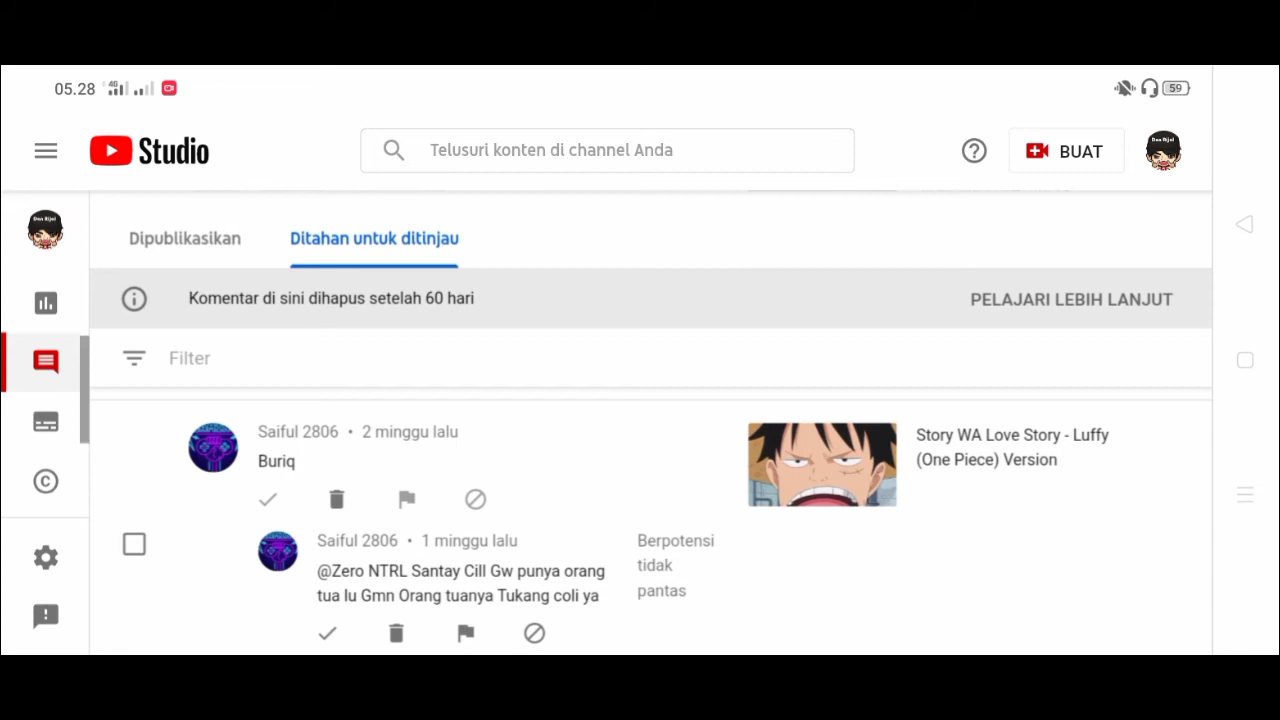 05.28 4G 59
Studio
Telusuri konten di channel Anda
BUAT
Dipublikasikan
Ditahan untuk ditinjau
Komentar di sini dihapus setelah 60 hari
PELAJARI LEBIH LANJUT
Filter
Saiful 2806 • 2 minggu lalu
Buriq
Story WA Love Story - Luffy
(One Piece) Version
Saiful 2806 • 1 minggu lalu
@Zero NTRL Santay Cill Gw punya orang
tua lu Gmn Orang tuanya Tukang coli ya
Berpotensi
tidak
pantas